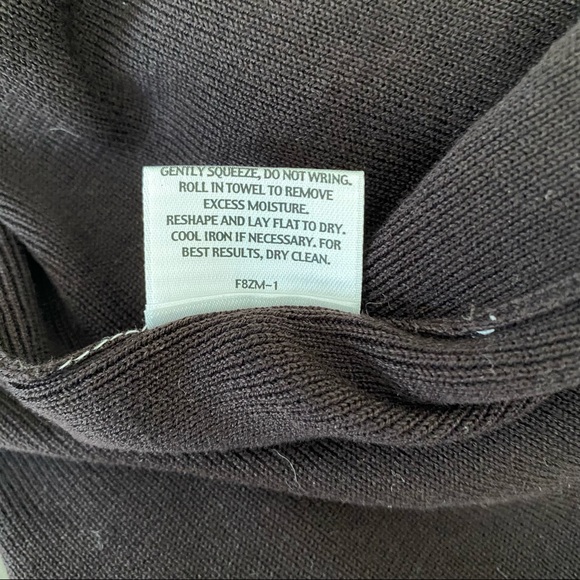 GENTLY SQUEEZE, DO NOT WRING.
ROLL IN TOWEL TO REMOVE
EXCESS MOISTURE.
RESHAPE AND LAY FLAT TO DRY.
COOL IRON IF NECESSARY. FOR
BEST RESULTS, DRY CLEAN.
F8ZM-1